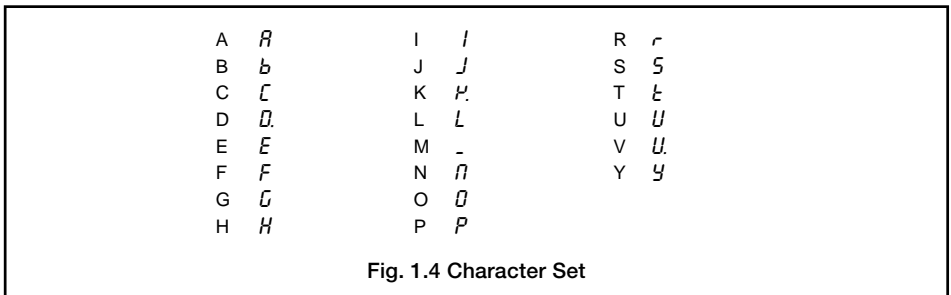 A A I I R r
B b J J S S
C C K K. T t
D D. L L U U
E E M - V U.
F F N n Y y
G G O O
H H P P
Fig. 1.4 Character Set